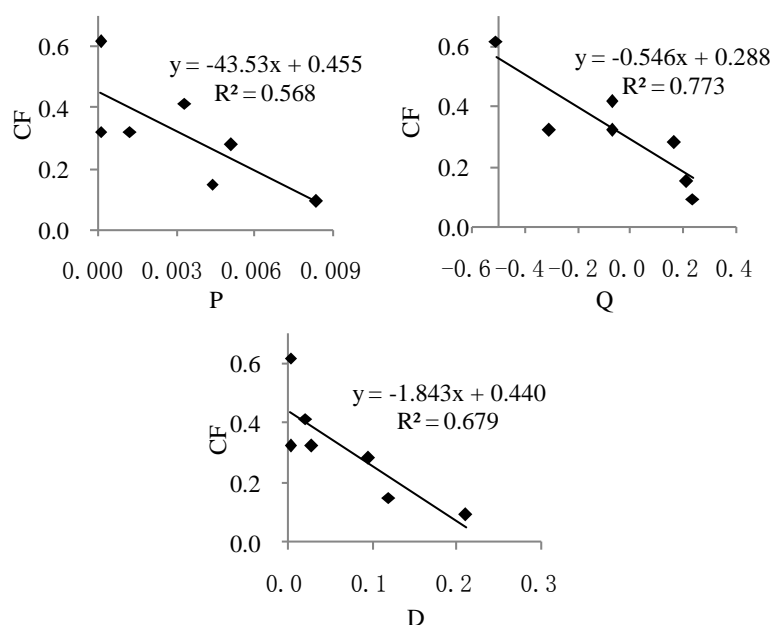 0.6
0.4
0.2
0.0
CF
y = -43.53x + 0.455
R² = 0.568
0.000 0.003 0.006 0.009
P
0.6
0.4
0.2
0.0
CF
y = -0.546x + 0.288
R² = 0.773
-0.6 -0.4 -0.2 0.0 0.2 0.4
Q
0.6
0.4
0.2
0.0
CF
y = -1.843x + 0.440
R² = 0.679
0.0 0.1 0.2 0.3
D